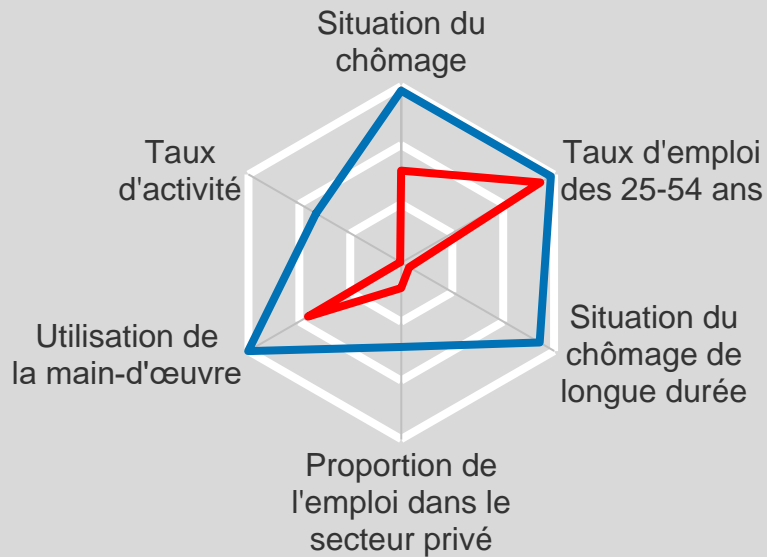 Situation du
chômage
Taux d'emploi
des 25-54 ans
Situation du
chômage de
longue durée
Proportion de
l'emploi dans le
secteur privé
Utilisation de
la main-d'œuvre
Taux
d'activité